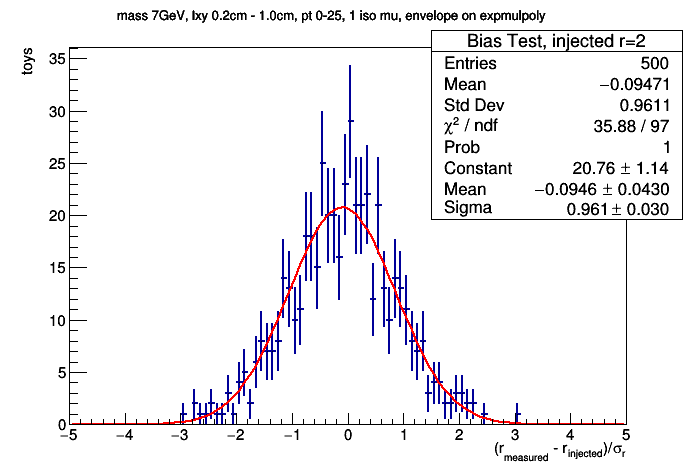 mass 7GeV, lxy 0.2cm - 1.0cm, pt 0-25, 1 iso mu, envelope on expmulpoly
Bias Test, injected r=2
Entries 500
Mean −0.09471
Std Dev 0.9611
χ² / ndf 35.88 / 97
Prob 1
Constant 20.76 ± 1.14
Mean −0.0946 ± 0.0430
Sigma 0.961 ± 0.030
toys
35
30
25
20
15
10
5
0
−5 −4 −3 −2 −1 0 1 2 3 4 5
(r_measured - r_injected)/σ_r